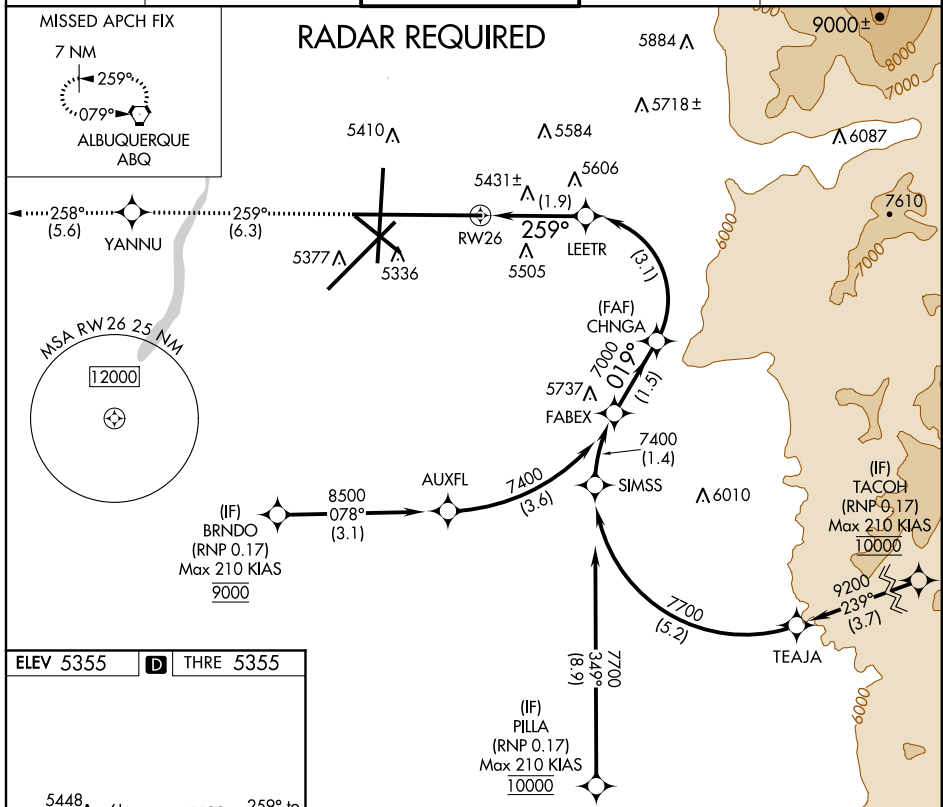 MISSED APCH FIX
7 NM
259°
079°
ALBUQUERQUE
ABQ
RADAR REQUIRED
9000±
8000
7000
5884
5718±
5410
5584
6087
5606
5431±
(1.9)
7610
6000
7000
258°
(5.6)
YANNU
259°
(6.3)
RW26
259°
LEETR
5377
5336
5505
(3.1)
(FAF)
CHNGA
MSA RW 26 25 NM
12000
7000
019°
(1.5)
5737
FABEX
7400
(1.4)
AUXFL
7400
(3.6)
SIMSS
6010
(IF)
TACOH
(RNP 0.17)
Max 210 KIAS
10000
(IF)
BRNDO
(RNP 0.17)
Max 210 KIAS
9000
8500
078°
(3.1)
9200
239°
(3.7)
7700
(5.2)
TEAJA
7700
349°
(8.9)
6000
ELEV 5355
D
THRE 5355
(IF)
PILLA
(RNP 0.17)
Max 210 KIAS
10000
5448
259° to